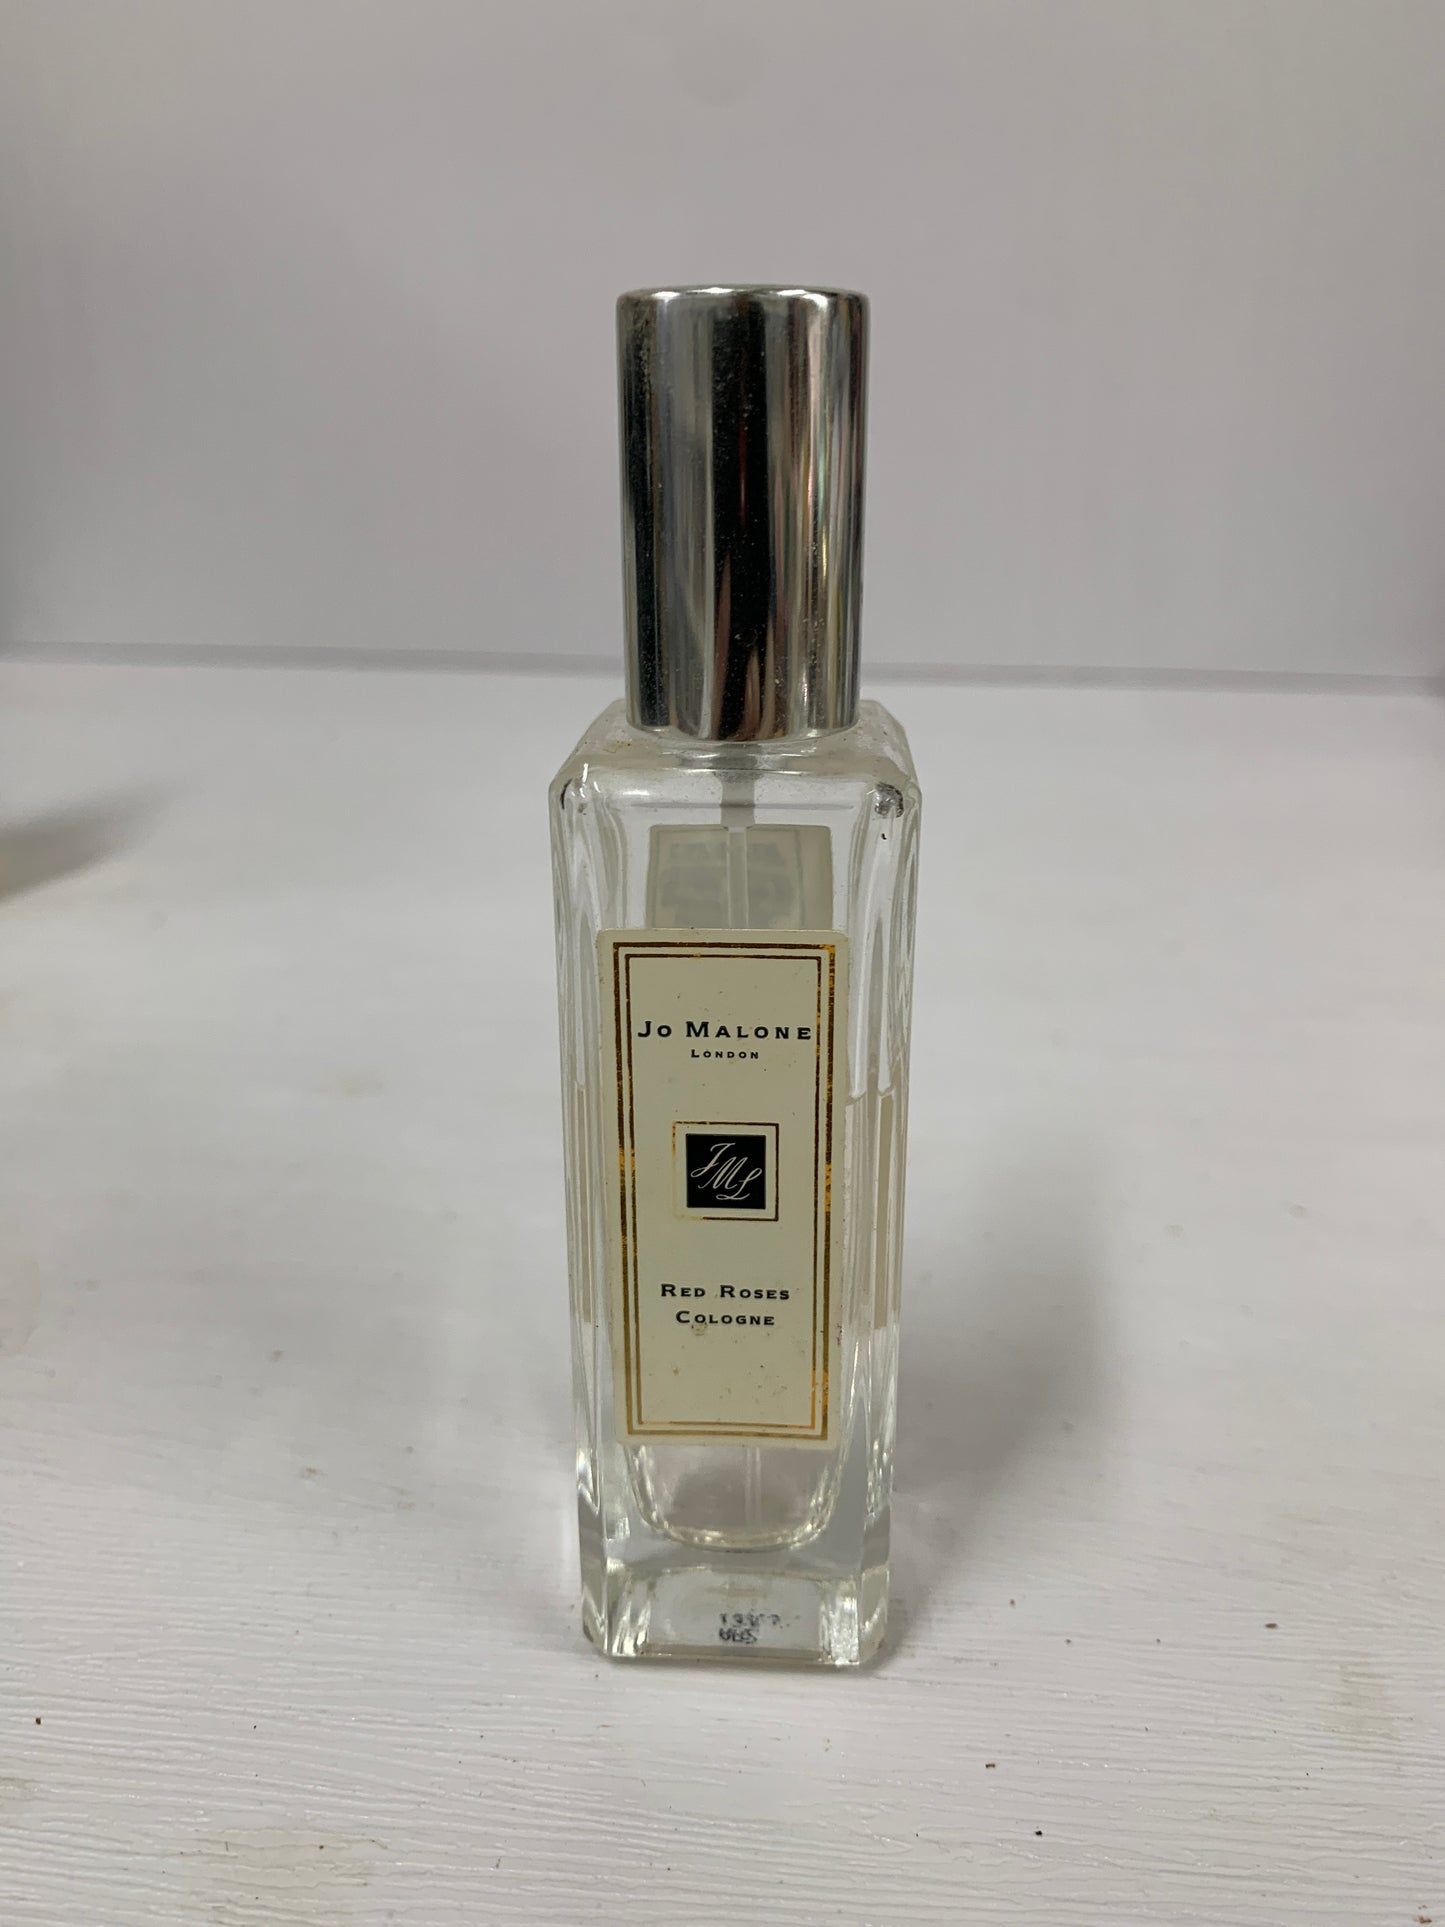 Jo Malone
London
JML
Red Roses
Cologne